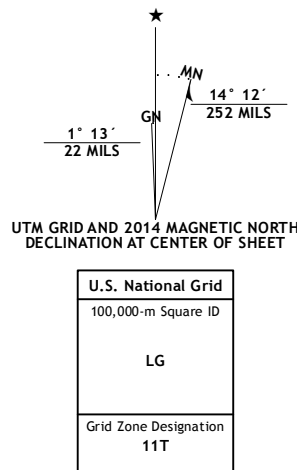 ★
MN
GN
14° 12´
252 MILS
1° 13´
22 MILS
UTM GRID AND 2014 MAGNETIC NORTH
DECLINATION AT CENTER OF SHEET
U.S. National Grid
100,000-m Square ID
LG
Grid Zone Designation
11T